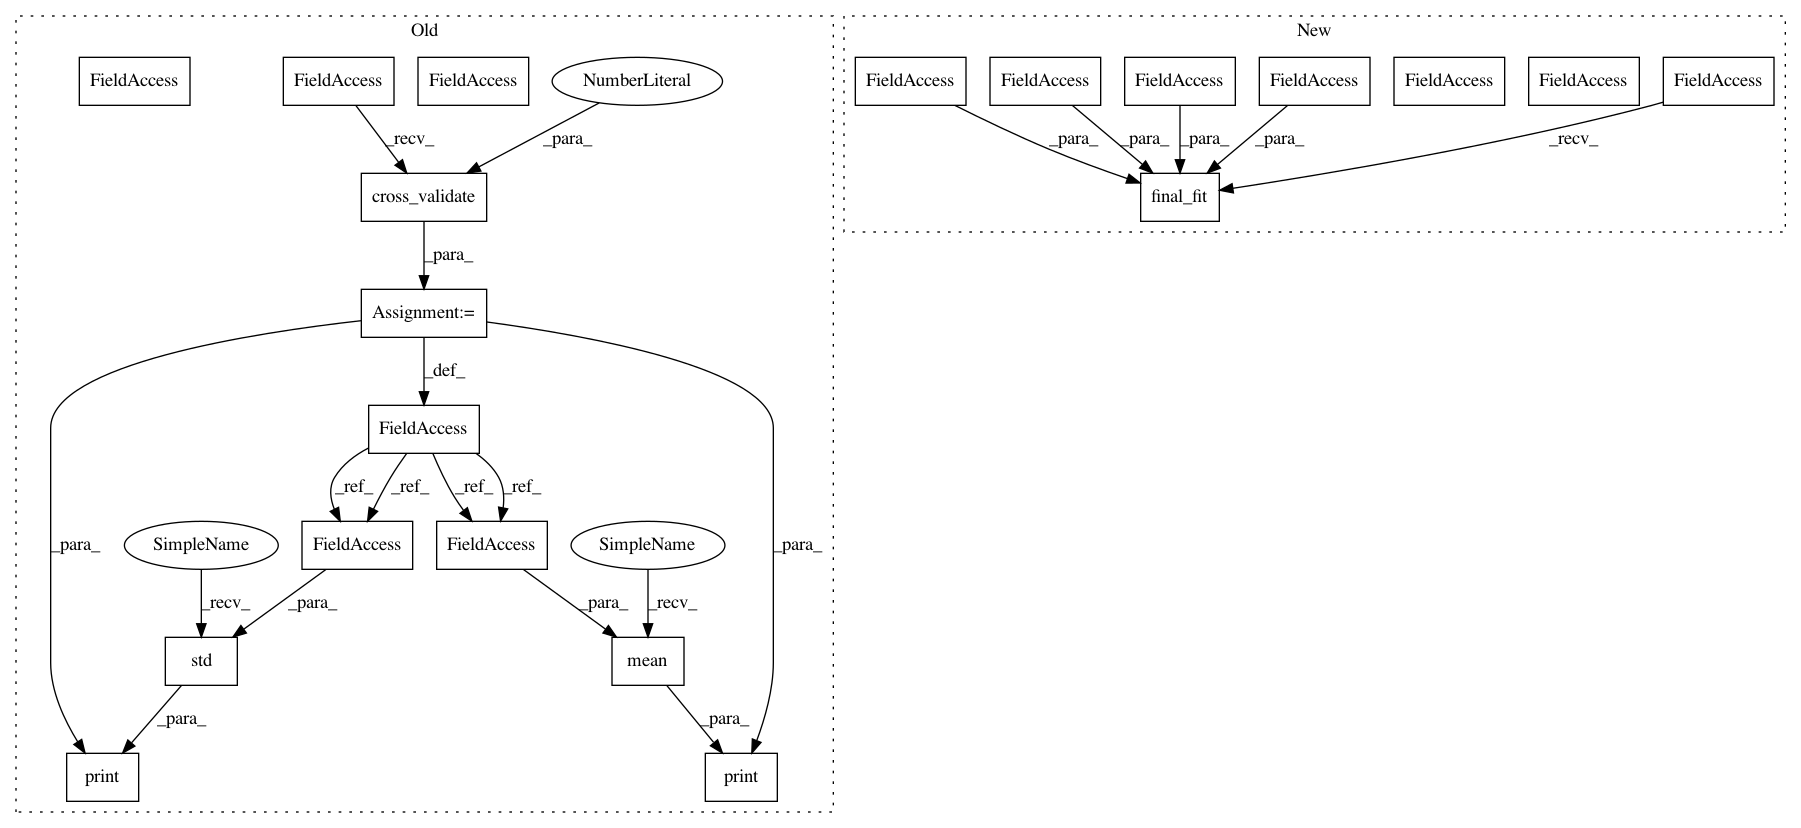 Old
New
FieldAccess
FieldAccess
FieldAccess
NumberLiteral
FieldAccess
FieldAccess
FieldAccess
FieldAccess
FieldAccess
FieldAccess
FieldAccess
_recv_
_para_
_para_
_para_
_para_
_para_
_recv_
cross_validate
final_fit
_para_
Assignment:=
_def_
FieldAccess
_ref_
_ref_
_ref_
_ref_
_para_
SimpleName
FieldAccess
FieldAccess
SimpleName
_para_
_recv_
_para_
_para_
_recv_
std
mean
_para_
_para_
print
print